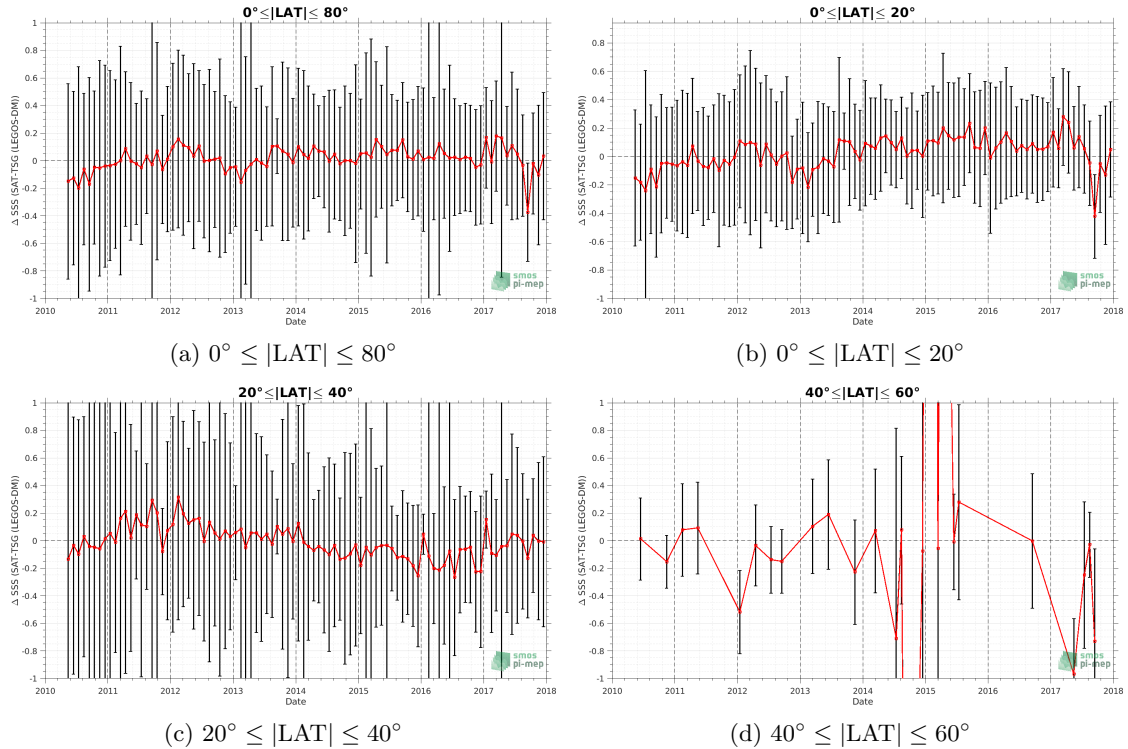 0°≤|LAT|≤ 80°
Δ SSS (SAT-TSG (LEGOS-DM))
1
0.8
0.6
0.4
0.2
0
-0.2
-0.4
-0.6
-0.8
-1
2010 2011 2012 2013 2014 2015 2016 2017 2018
Date
smos
pi-mep
(a) 0° ≤ |LAT| ≤ 80°
0°≤|LAT|≤ 20°
Δ SSS (SAT-TSG (LEGOS-DM))
1
0.8
0.6
0.4
0.2
0
-0.2
-0.4
-0.6
-0.8
-1
2010 2011 2012 2013 2014 2015 2016 2017 2018
Date
smos
pi-mep
(b) 0° ≤ |LAT| ≤ 20°
20°≤|LAT|≤ 40°
Δ SSS (SAT-TSG (LEGOS-DM))
1
0.8
0.6
0.4
0.2
0
-0.2
-0.4
-0.6
-0.8
-1
2010 2011 2012 2013 2014 2015 2016 2017 2018
Date
smos
pi-mep
(c) 20° ≤ |LAT| ≤ 40°
40°≤|LAT|≤ 60°
Δ SSS (SAT-TSG (LEGOS-DM))
1
0.8
0.6
0.4
0.2
0
-0.2
-0.4
-0.6
-0.8
-1
2010 2011 2012 2013 2014 2015 2016 2017 2018
Date
smos
pi-mep
(d) 40° ≤ |LAT| ≤ 60°